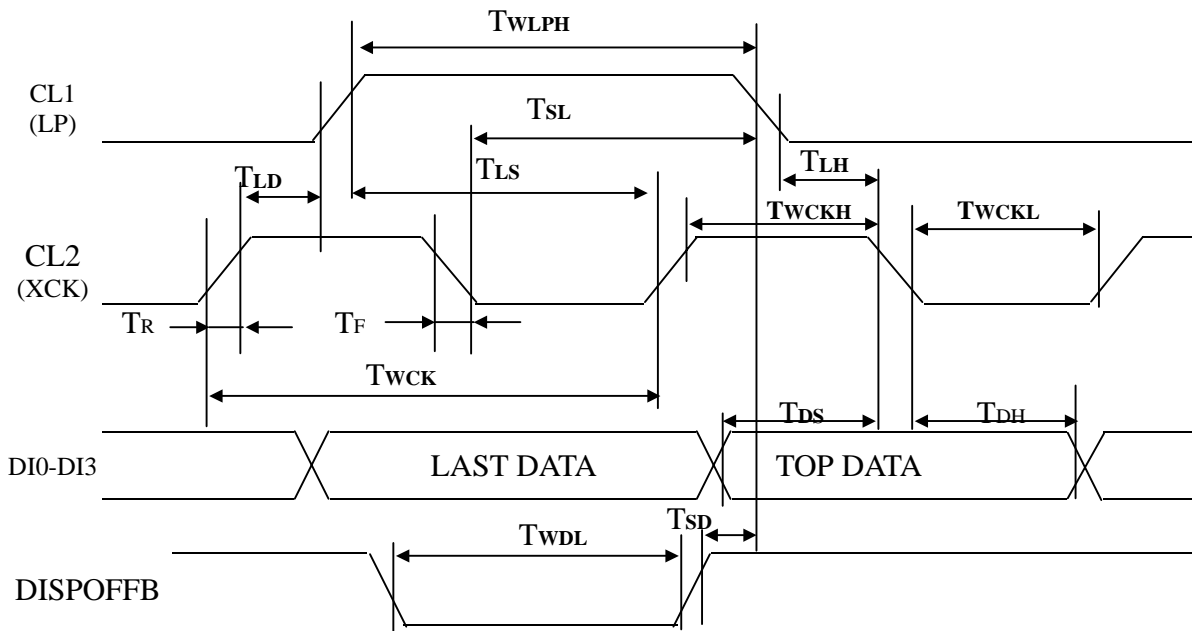 TWLPH
CL1
(LP)
TSL
TLD
TLS
TLH
TWCKH
TWCKL
CL2
(XCK)
TR
TF
TWCK
TDS
TDH
DI0-DI3
LAST DATA
TOP DATA
TSD
TWDL
DISPOFFB